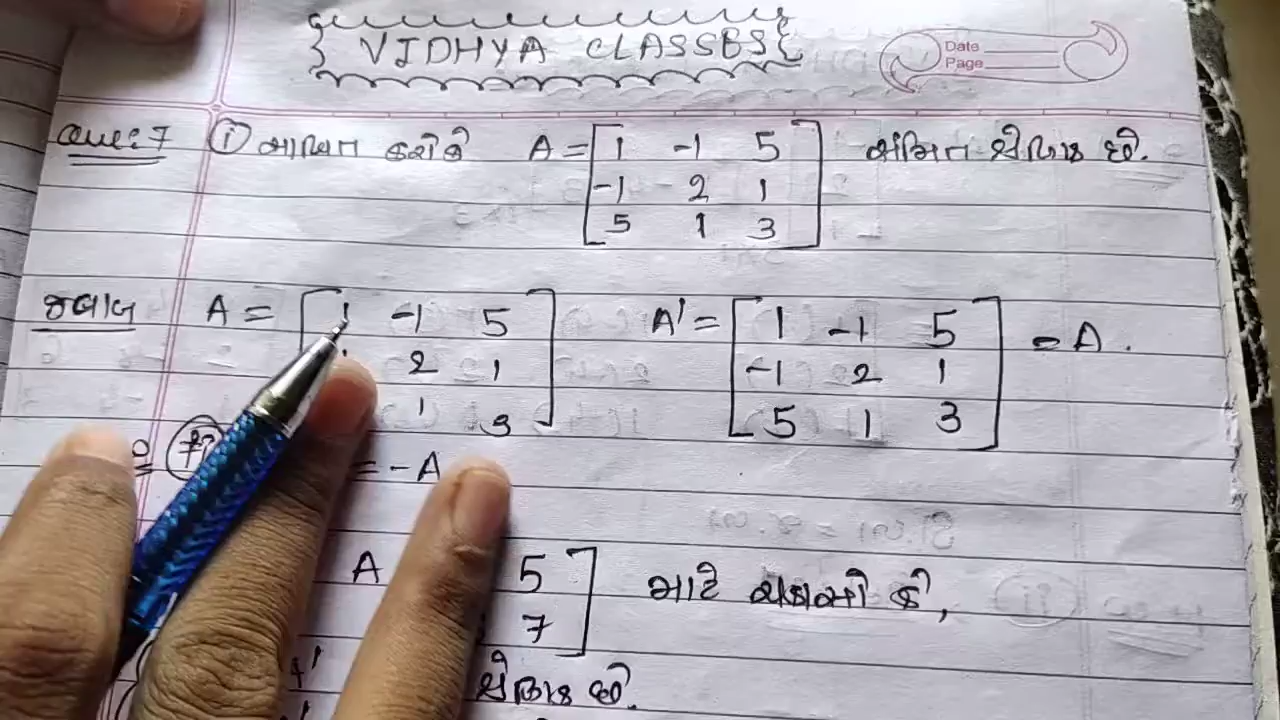 VIDHYA CLASSES
Date
Page
Que:7 (i) સાબિત કરો કે A = [1 -1 5
-1 2 1
5 1 3] સંમિત શ્રેણિક છે.
જવાબ A = [1 -1 5
2 1
1 3]
A' = [1 -1 5
-1 2 1
5 1 3] = A.
= -A
A 5
7] માટે ચકાસો કે,
શ્રેણિક છે.